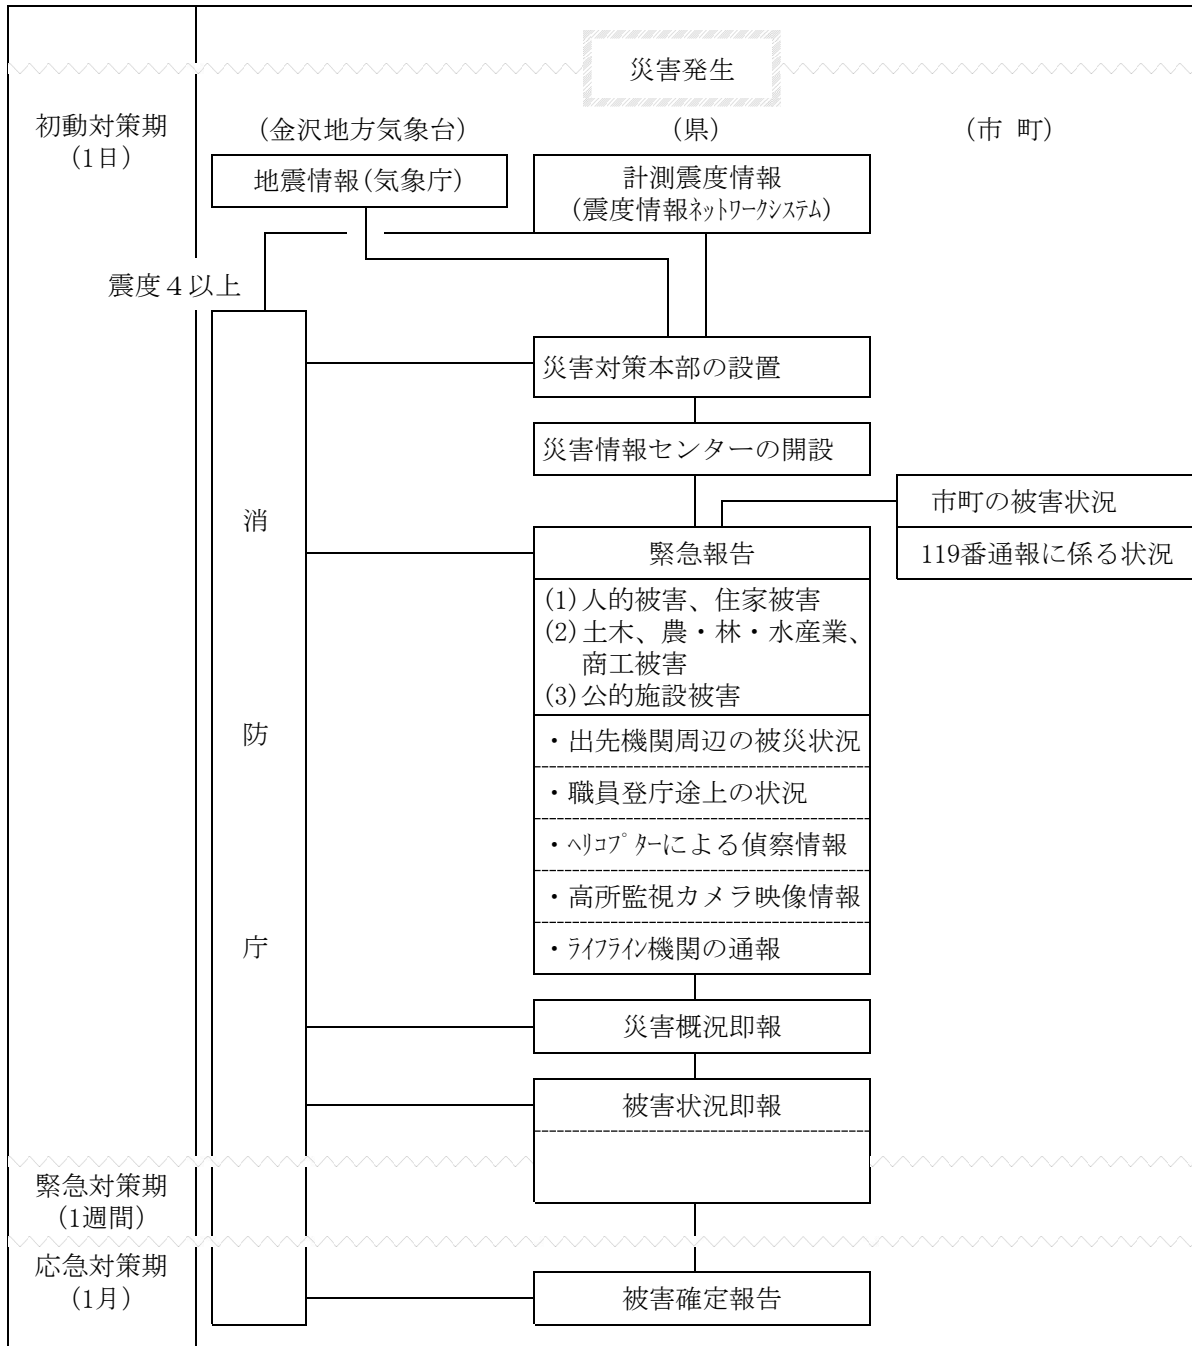 災害発生
初動対策期
(1日)
(金沢地方気象台)
(県)
(市 町)
地震情報(気象庁)
計測震度情報
(震度情報ﾈｯﾄﾜｰｸｼｽﾃﾑ)
震度4以上
災害対策本部の設置
災害情報センターの開設
市町の被害状況
119番通報に係る状況
消
防
庁
緊急報告
(1)人的被害、住家被害
(2)土木、農・林・水産業、
商工被害
(3)公的施設被害
・出先機関周辺の被災状況
・職員登庁途上の状況
・ﾍﾘｺﾌﾟﾀｰによる偵察情報
・高所監視カメラ映像情報
・ﾗｲﾌﾗｲﾝ機関の通報
災害概況即報
被害状況即報
緊急対策期
(1週間)
応急対策期
(1月)
被害確定報告